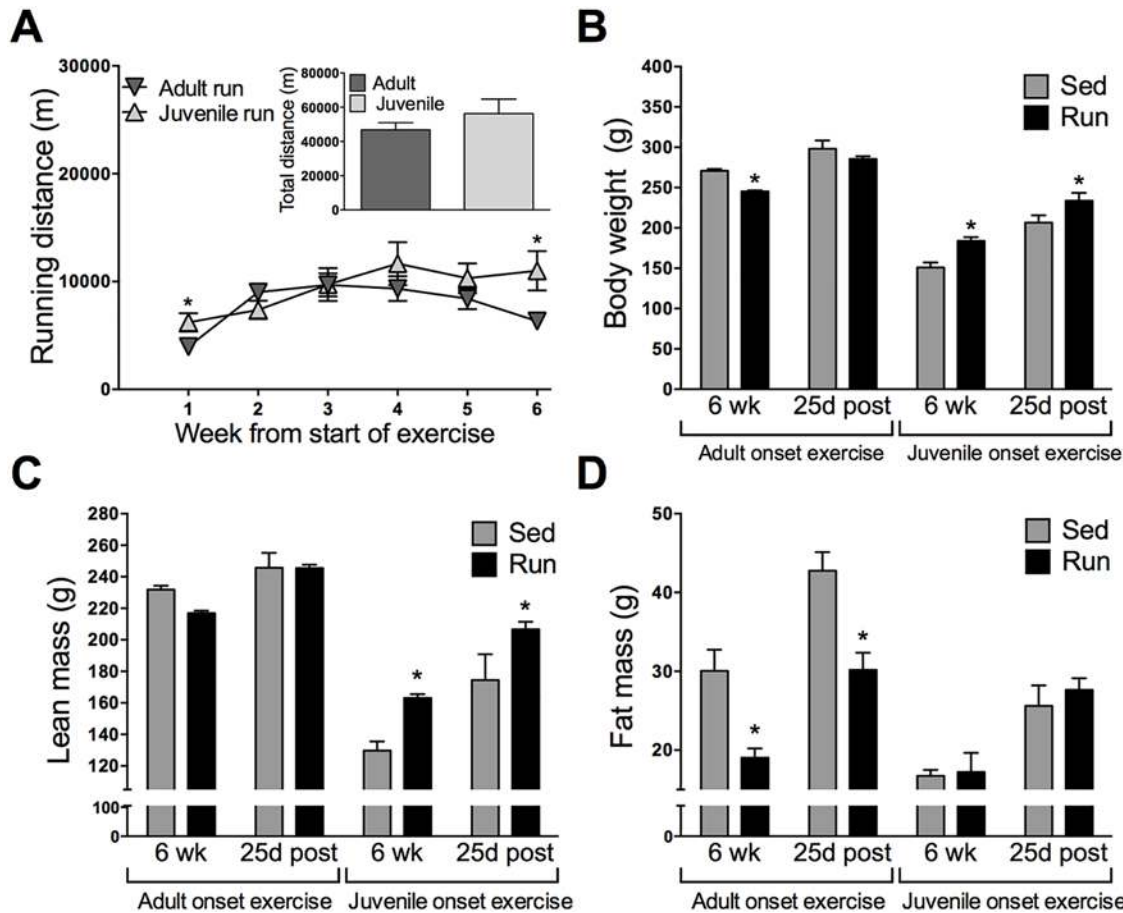 A
30000
20000
10000
0
Running distance (m)
Adult run
Juvenile run
80000
60000
40000
20000
0
Total distance (m)
Adult
Juvenile
*
*
1 2 3 4 5 6
Week from start of exercise
B
400
350
300
250
200
150
100
50
0
Body weight (g)
Sed
Run
*
*
*
6 wk 25d post 6 wk 25d post
Adult onset exercise Juvenile onset exercise
C
280
260
240
220
200
180
160
140
120
100
0
Lean mass (g)
Sed
Run
*
*
6 wk 25d post 6 wk 25d post
Adult onset exercise Juvenile onset exercise
D
50
40
30
20
0
Fat mass (g)
Sed
Run
*
*
6 wk 25d post 6 wk 25d post
Adult onset exercise Juvenile onset exercise